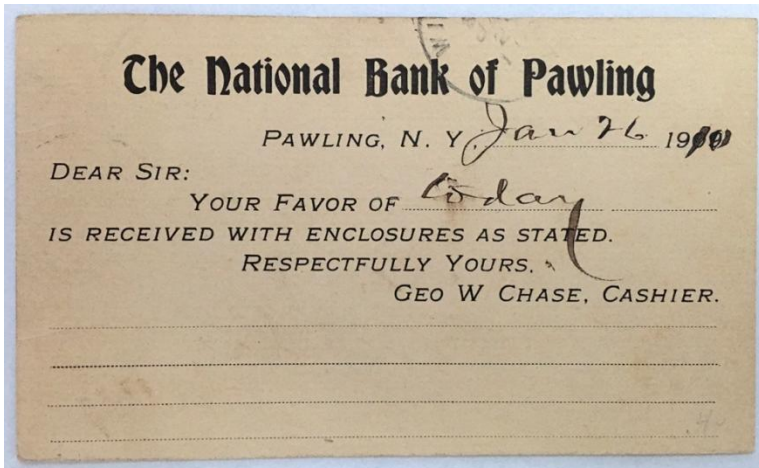 The National Bank of Pawling
PAWLING, N. Y. Jan 26 1910
DEAR SIR:
YOUR FAVOR OF today
IS RECEIVED WITH ENCLOSURES AS STATED.
RESPECTFULLY YOURS,
GEO W CHASE, CASHIER.